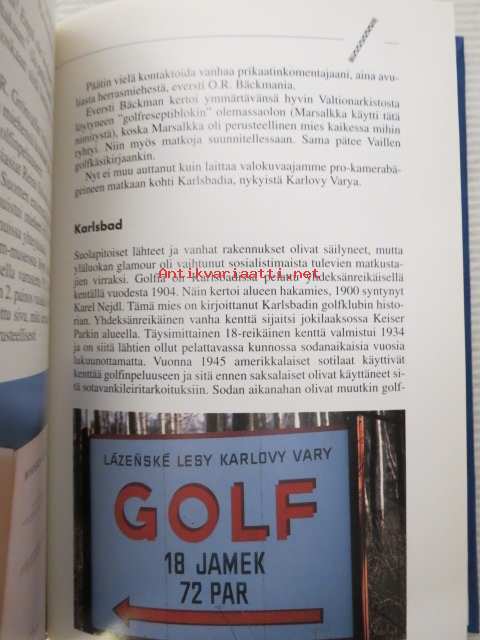 Päätin vielä kontaktoida vanhaa prikaatinkomentajaani, aina avu-
liasta herrasmiehestä, eversti O.R. Bäckmania.
Eversti Bäckman kertoi ymmärtävänsä hyvin Valtionarkistosta
löytyneen "golfreseptiblokin" olemassaolon (Marsalkka käytti tätä
nimitystä), koska Marsalkka oli perusteellinen mies kaikessa mihin
ryhtyi. Niin myös matkoja suunnitellessaan. Sama pätee Vaillen
golfkäsikirjaankin.
Nyt ei muu auttanut kuin laittaa valokuvaajamme pro-kamerabä-
geineen matkaan kohti Karlsbadia, nykyistä Karlovy Varya.
Karlsbad
Suolapitoiset lähteet ja vanhat rakennukset olivat säilyneet, mutta
yläluokan glamour oli vaihtunut sosialistimaista tulevien matkusta-
jien virraksi. Golfia on Karlsbadissa pelattu yhdeksänreikäisellä
kentällä vuodesta 1904. Näin kertoi alueen hakamies, 1900 syntynyt
Karel Nejdl. Tämä mies on kirjoittanut Karlsbadin golfklubin histo-
rian. Yhdeksänreikäinen vanha kenttä sijaitsi jokilaaksossa Keiser
Parkin alueella. Täysimittainen 18-reikäinen kenttä valmistui 1934
ja on siitä lähtien ollut pelattavassa kunnossa sodanaikaisia vuosia
lukuunottamatta. Vuonna 1945 amerikkalaiset sotilaat käyttivät
kenttää golfinpeluuseen ja sitä ennen saksalaiset olivat käyttäneet si-
tä sotavankileiritarkoituksiin. Sodan aikanahan olivat muutkin golf-
Antikvariaatti.net
LÁZEŇSKÉ LESY KARLOVY VARY
GOLF
18 JAMEK
72 PAR